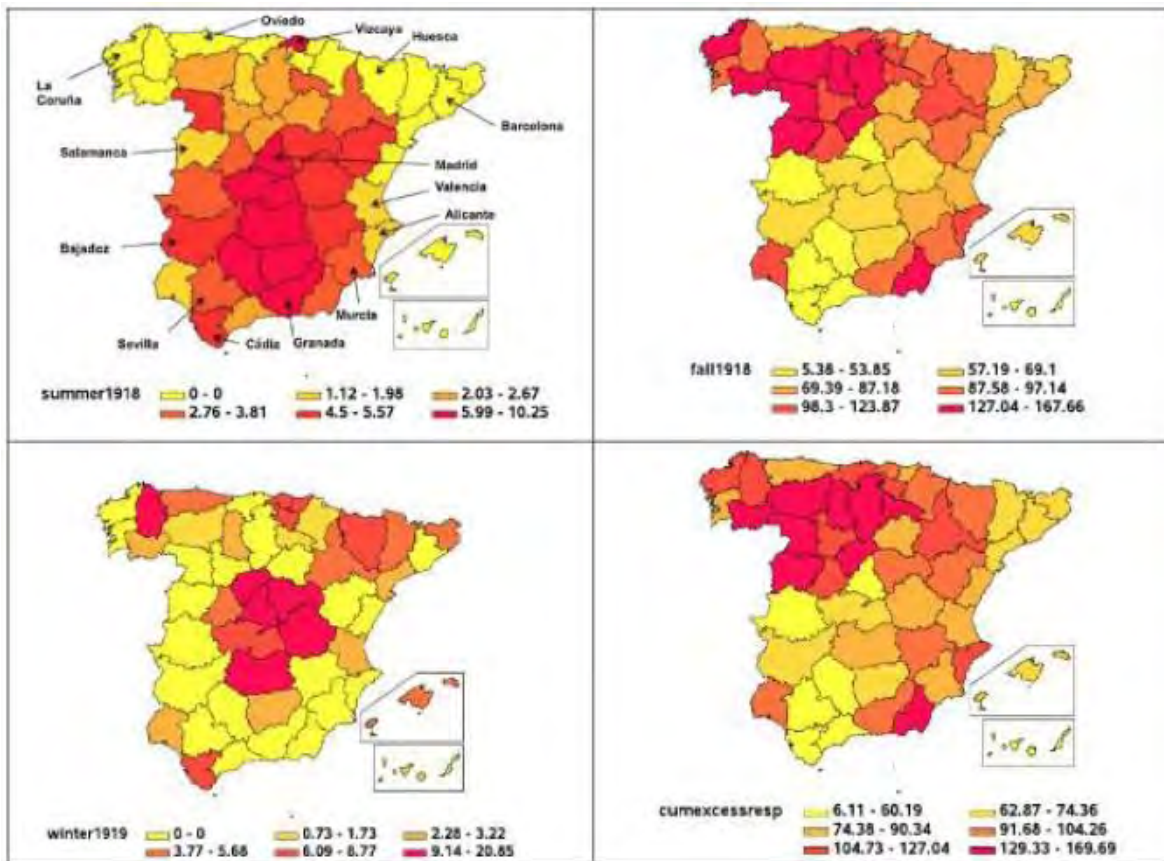 Oviedo
Vizcaya
Huesca
La
Coruña
Barcelona
Salamanca
Madrid
Valencia
Alicante
Bajadoz
Murcia
Sevilla
Cádia
Granada
summer1918 0 - 0 1.12 - 1.98 2.03 - 2.67
2.76 - 3.81 4.5 - 5.57 5.99 - 10.25
fall1918 5.38 - 53.85 57.19 - 69.1
69.39 - 87.18 87.58 - 97.14
98.3 - 123.87 127.04 - 167.66
winter1919 0 - 0 0.73 - 1.73 2.28 - 3.22
3.77 - 5.68 6.09 - 8.77 9.14 - 20.85
cumexcessresp 6.11 - 60.19 62.87 - 74.36
74.38 - 90.34 91.68 - 104.26
104.73 - 127.04 129.33 - 169.69